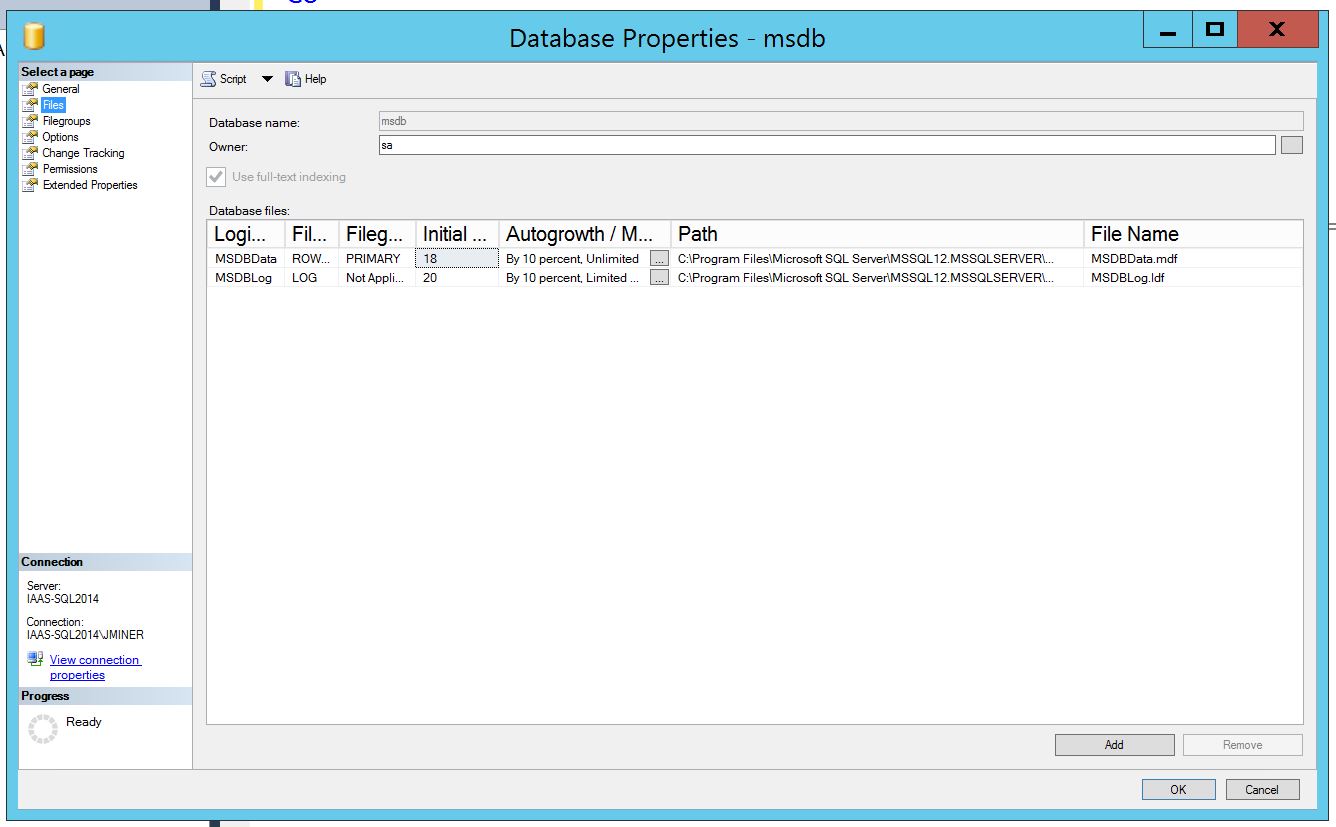 Database Properties - msdb
Select a page
General
Files
Filegroups
Options
Change Tracking
Permissions
Extended Properties
Script
Help
Database name:
msdb
Owner:
sa
Use full-text indexing
Database files:
Logi... Fil... Fileg... Initial ... Autogrowth / M... Path File Name
MSDBData ROW... PRIMARY 18 By 10 percent, Unlimited ... C:\Program Files\Microsoft SQL Server\MSSQL12.MSSQLSERVER\... MSDBData.mdf
MSDBLog LOG Not Appli... 20 By 10 percent, Limited ... ... C:\Program Files\Microsoft SQL Server\MSSQL12.MSSQLSERVER\... MSDBLog.ldf
Connection
Server:
IAAS-SQL2014
Connection:
IAAS-SQL2014\JMINER
View connection
properties
Progress
Ready
Add
Remove
OK
Cancel